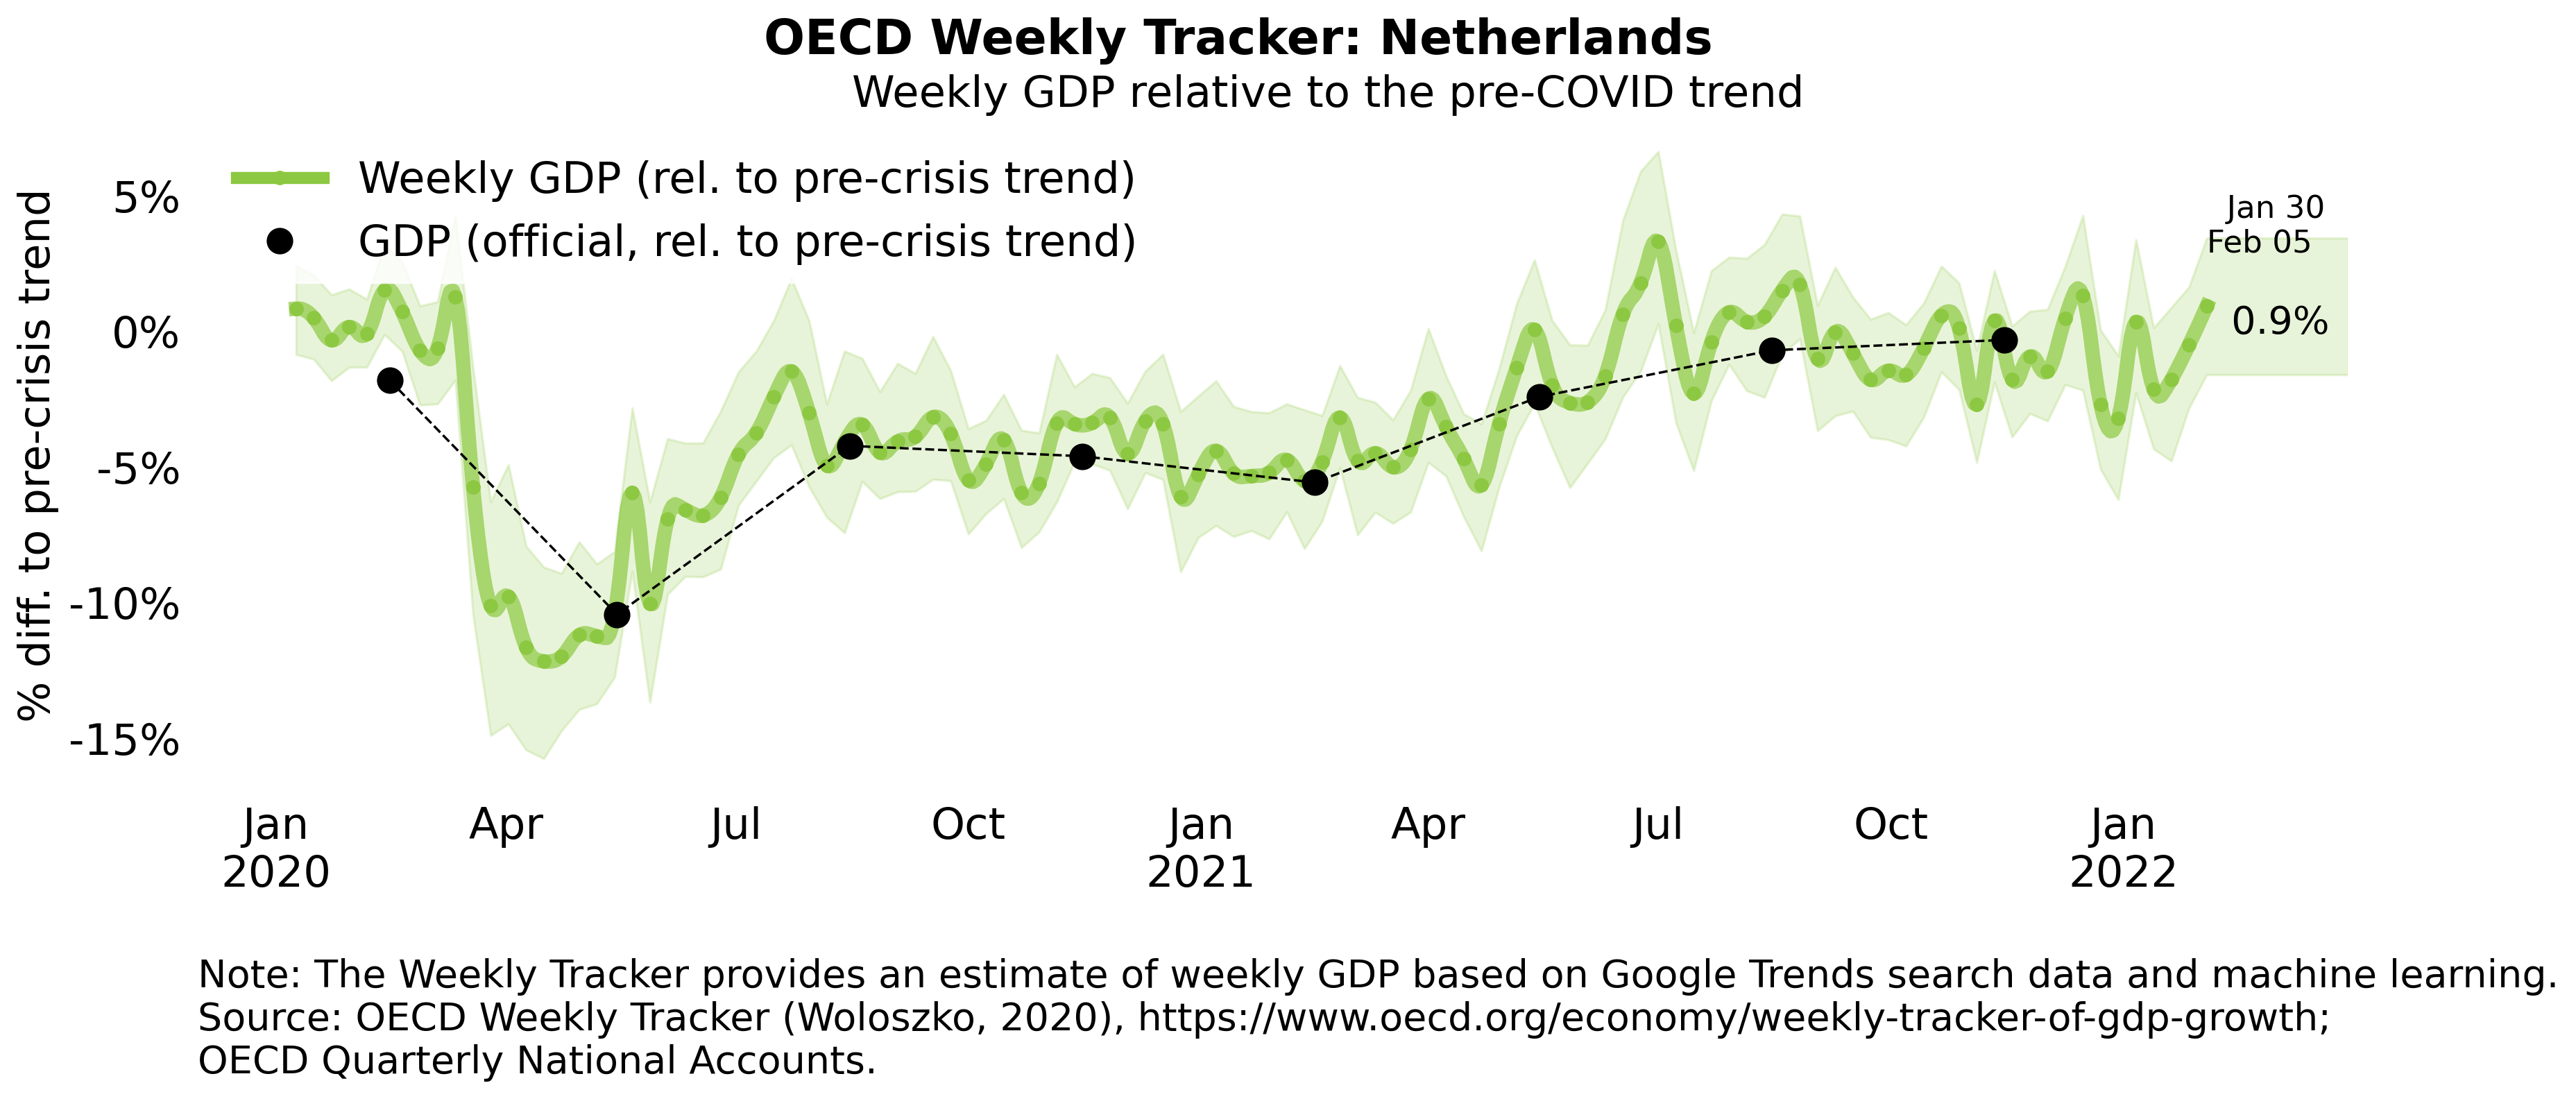 OECD Weekly Tracker: Netherlands
Weekly GDP relative to the pre-COVID trend
Weekly GDP (rel. to pre-crisis trend)
GDP (official, rel. to pre-crisis trend)
% diff. to pre-crisis trend
5%
0%
-5%
-10%
-15%
Jan 30
Feb 05
0.9%
Jan Apr Jul Oct Jan Apr Jul Oct Jan
2020 2021 2022
Note: The Weekly Tracker provides an estimate of weekly GDP based on Google Trends search data and machine learning.
Source: OECD Weekly Tracker (Woloszko, 2020), https://www.oecd.org/economy/weekly-tracker-of-gdp-growth;
OECD Quarterly National Accounts.